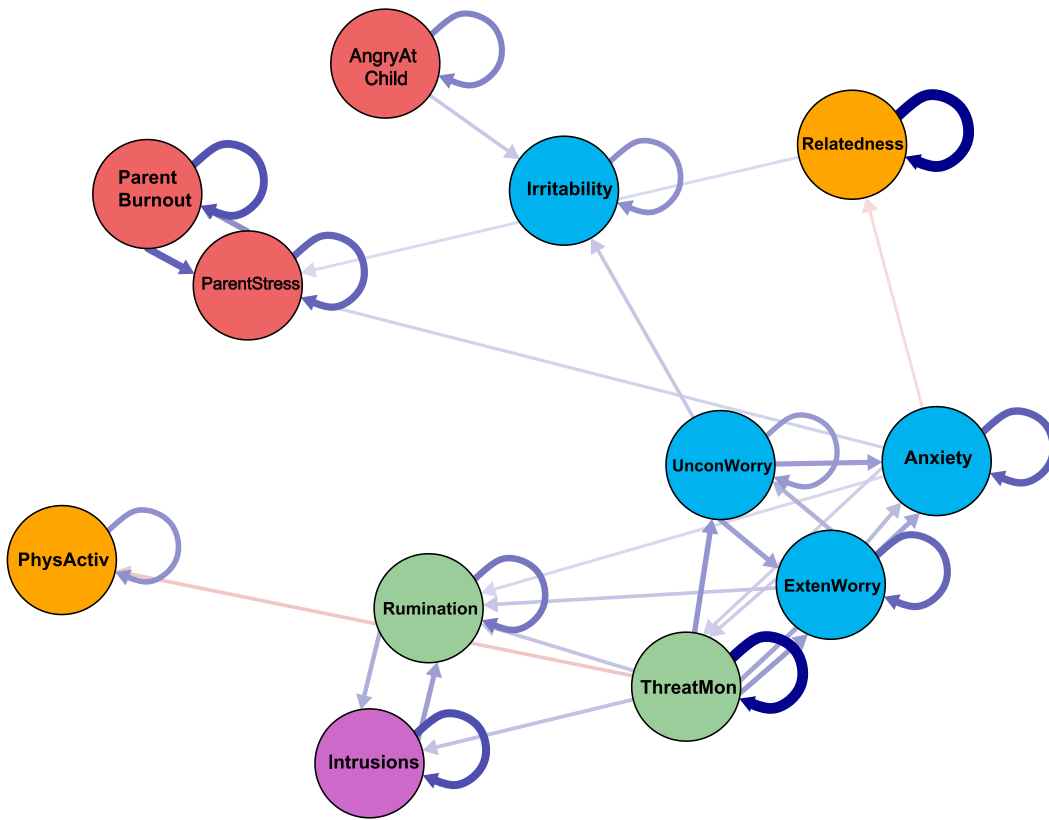 AngryAt
Child
Relatedness
Parent
Burnout
Irritability
ParentStress
UnconWorry
Anxiety
PhysActiv
ExtenWorry
Rumination
ThreatMon
Intrusions